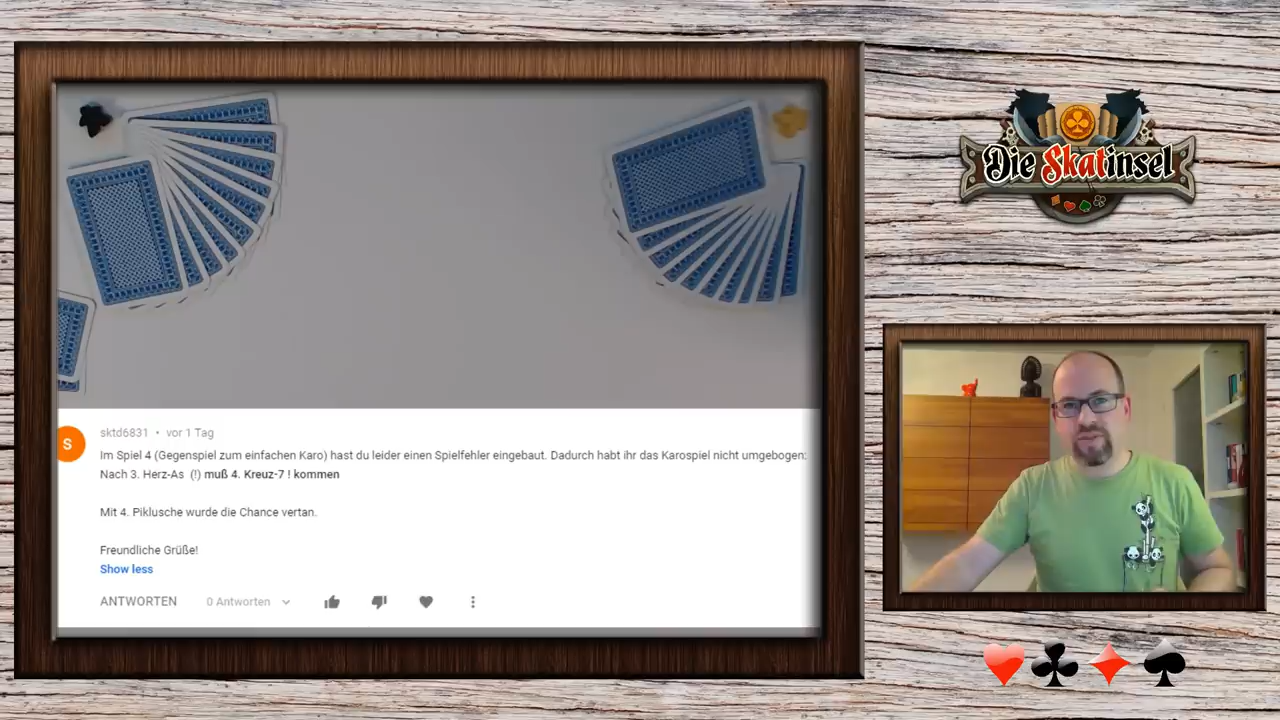 Die Skatinsel
S
sktd6831 • vor 1 Tag
Im Spiel 4 (Gegenspiel zum einfachen Karo) hast du leider einen Spielfehler eingebaut. Dadurch habt ihr das Karospiel nicht umgebogen:
Nach 3. Herz-As (!) muß 4. Kreuz-7 ! kommen
Mit 4. Piklusche wurde die Chance vertan.
Freundliche Grüße!
Show less
ANTWORTEN 0 Antworten